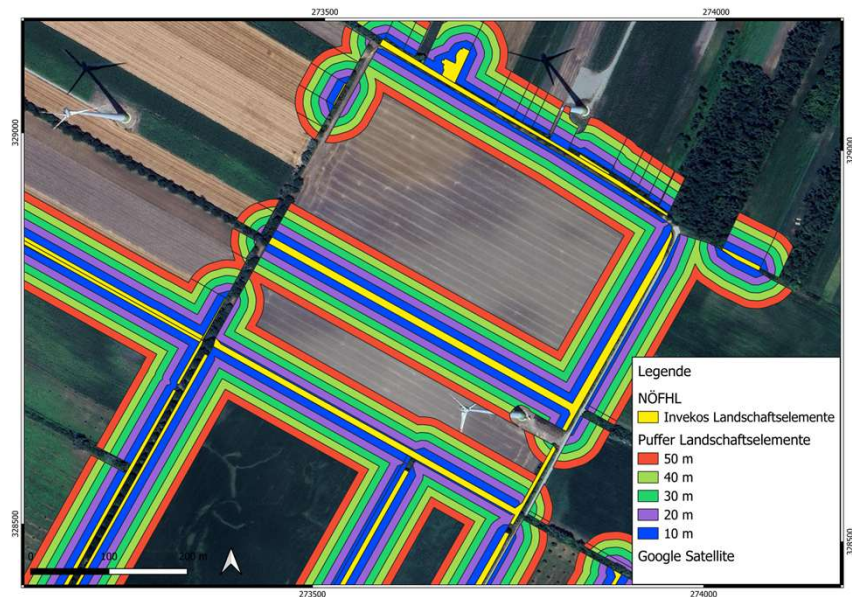 273500
274000
329000
329000
Legende
NÖFHL
Invekos Landschaftselemente
Puffer Landschaftselemente
50 m
40 m
30 m
20 m
10 m
Google Satellite
328500
328500
0 100 200 m
273500
274000